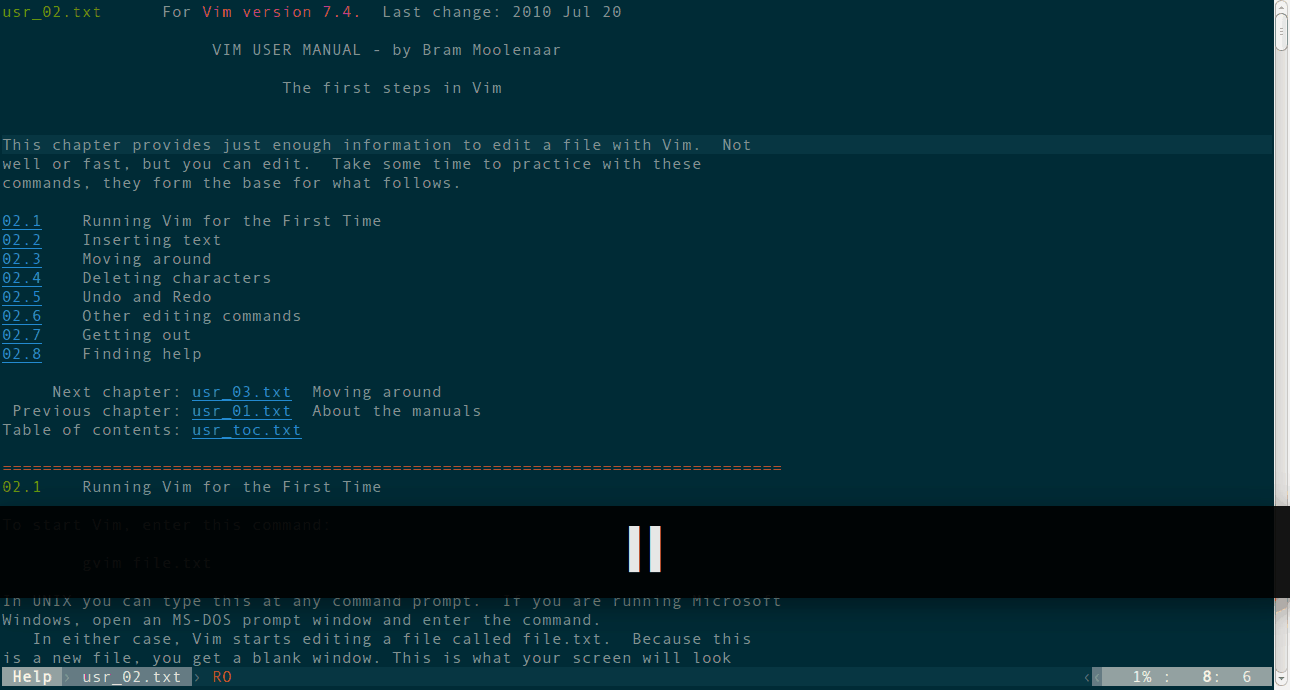 usr_02.txt For Vim version 7.4. Last change: 2010 Jul 20
VIM USER MANUAL - by Bram Moolenaar
The first steps in Vim
This chapter provides just enough information to edit a file with Vim. Not
well or fast, but you can edit. Take some time to practice with these
commands, they form the base for what follows.
02.1 Running Vim for the First Time
02.2 Inserting text
02.3 Moving around
02.4 Deleting characters
02.5 Undo and Redo
02.6 Other editing commands
02.7 Getting out
02.8 Finding help
Next chapter: usr_03.txt Moving around
Previous chapter: usr_01.txt About the manuals
Table of contents: usr_toc.txt
==============================================================================
02.1 Running Vim for the First Time
To start Vim, enter this command:
gvim file.txt
In UNIX you can type this at any command prompt. If you are running Microsoft
Windows, open an MS-DOS prompt window and enter the command.
In either case, Vim starts editing a file called file.txt. Because this
is a new file, you get a blank window. This is what your screen will look
Help › usr_02.txt › RO ‹‹ 1% : 8: 6